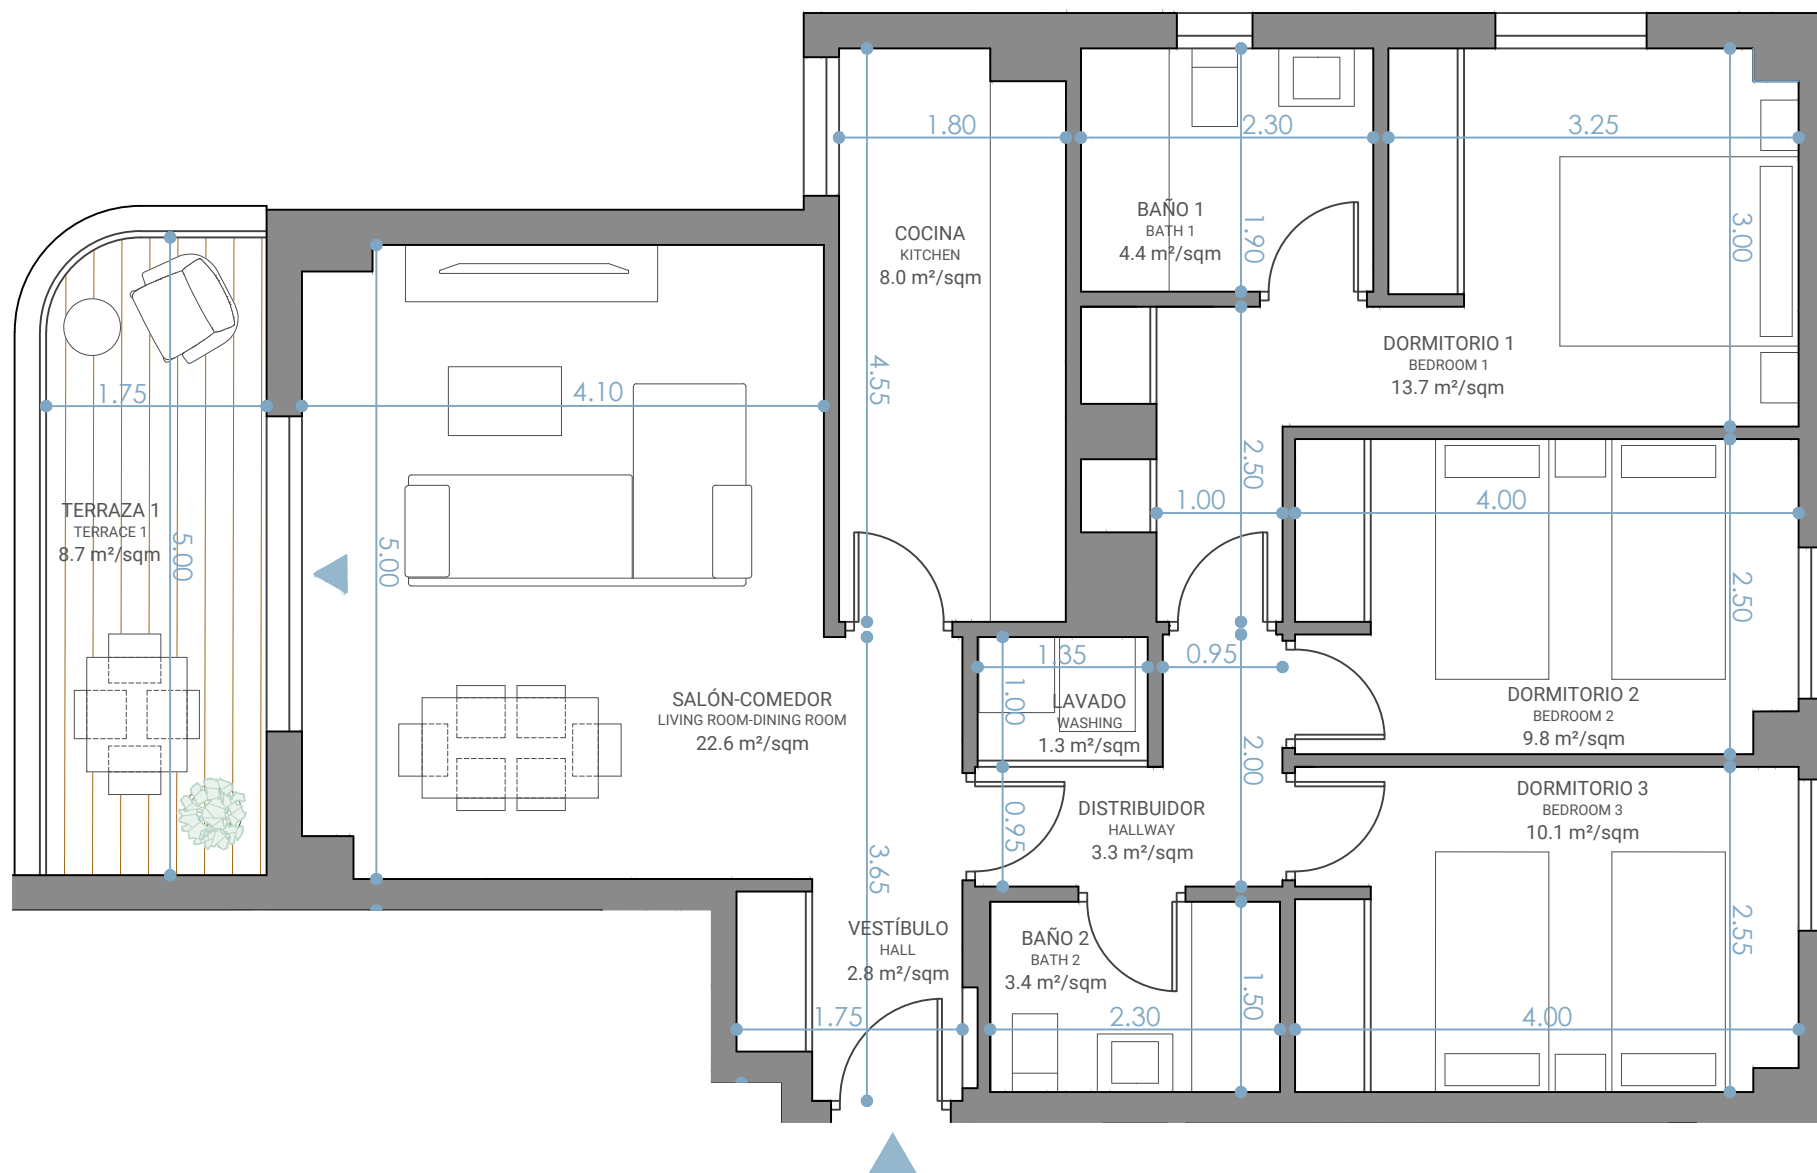 1.80
2.30
3.25
BAÑO 1
BATH 1
4.4 m²/sqm
1.90
3.00
COCINA
KITCHEN
8.0 m²/sqm
DORMITORIO 1
BEDROOM 1
13.7 m²/sqm
4.55
1.75
4.10
2.50
1.00
4.00
TERRAZA 1
TERRACE 1
8.7 m²/sqm
5.00
5.00
2.50
1.35
0.95
SALÓN-COMEDOR
LIVING ROOM-DINING ROOM
22.6 m²/sqm
1.00
LAVADO
WASHING
1.3 m²/sqm
DORMITORIO 2
BEDROOM 2
9.8 m²/sqm
2.00
DISTRIBUIDOR
HALLWAY
3.3 m²/sqm
0.95
DORMITORIO 3
BEDROOM 3
10.1 m²/sqm
3.65
VESTÍBULO
HALL
2.8 m²/sqm
BAÑO 2
BATH 2
3.4 m²/sqm
2.55
1.50
1.75
2.30
4.00